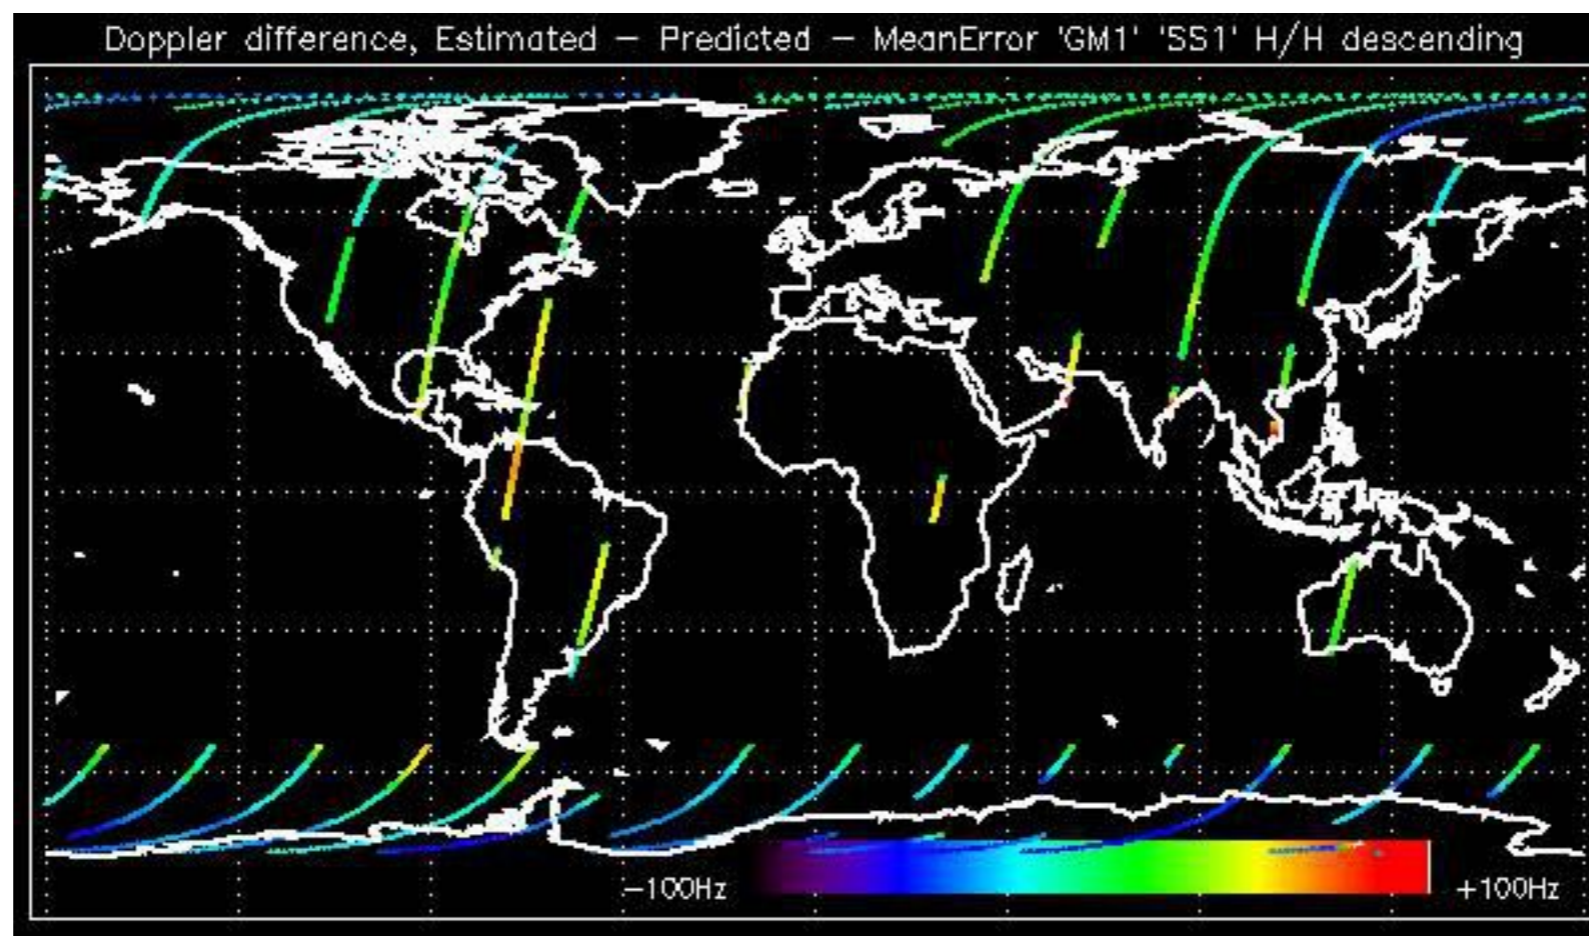 Doppler difference, Estimated – Predicted – MeanError 'GM1' 'SS1' H/H descending
–100Hz
+100Hz